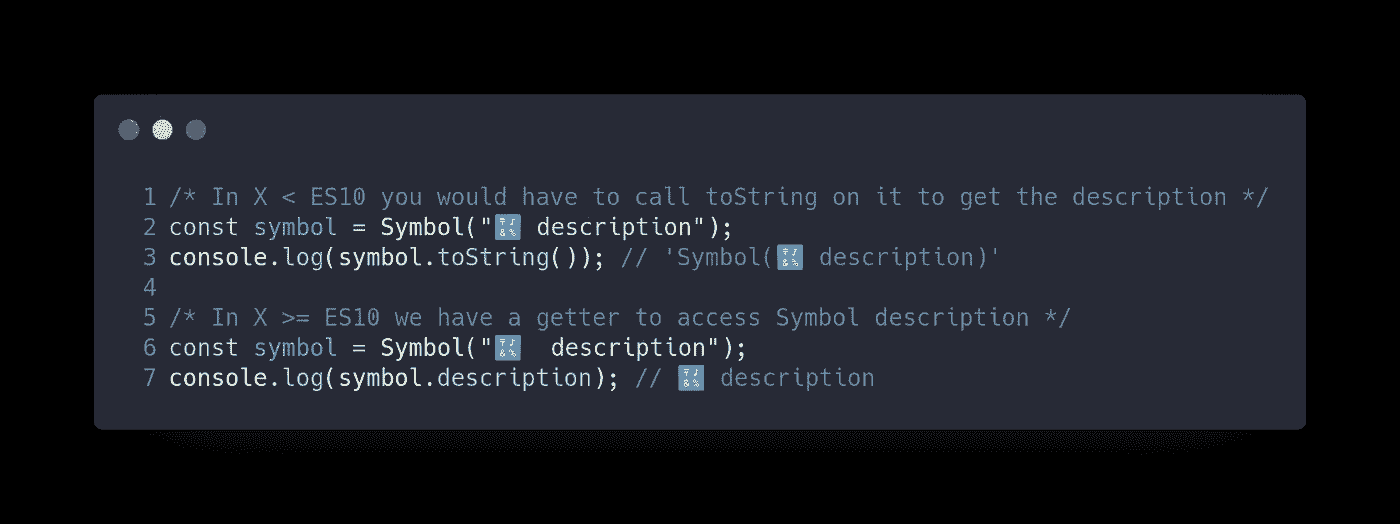 1 /* In X < ES10 you would have to call toString on it to get the description */
2 const symbol = Symbol("🔣 description");
3 console.log(symbol.toString()); // 'Symbol(🔣 description)'
4
5 /* In X >= ES10 we have a getter to access Symbol description */
6 const symbol = Symbol("🔣  description");
7 console.log(symbol.description); // 🔣 description